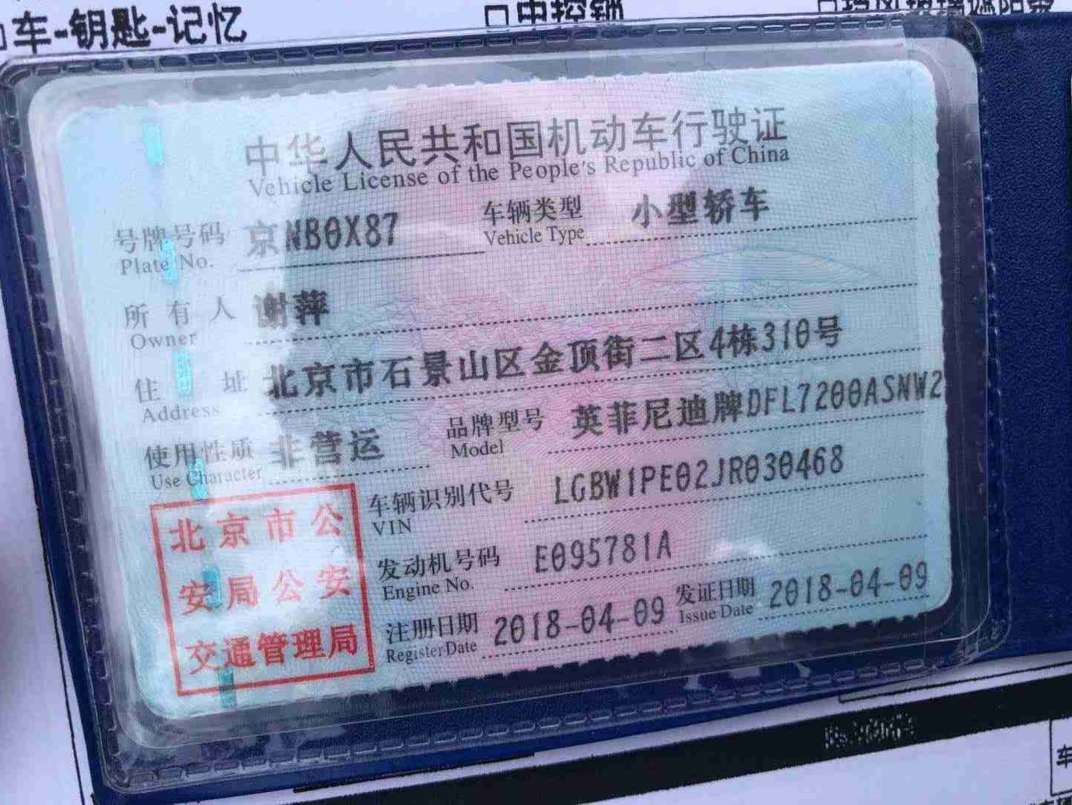 车-钥匙-记忆
中控锁
中华人民共和国机动车行驶证
Vehicle License of the People's Republic of China
号牌号码 京NB0X87 车辆类型 小型轿车
Plate No. Vehicle Type
所有人 谢萍
Owner
住址 北京市石景山区金顶街二区4栋310号
Address
使用性质 非营运 品牌型号 英菲尼迪牌DFL7200ASNW2
Use Character Model
车辆识别代号 LGBW1PE02JR030468
VIN
发动机号码 E095781A
Engine No.
注册日期 2018-04-09 发证日期 2018-04-09
Register Date Issue Date
北京市公
安局公安
交通管理局